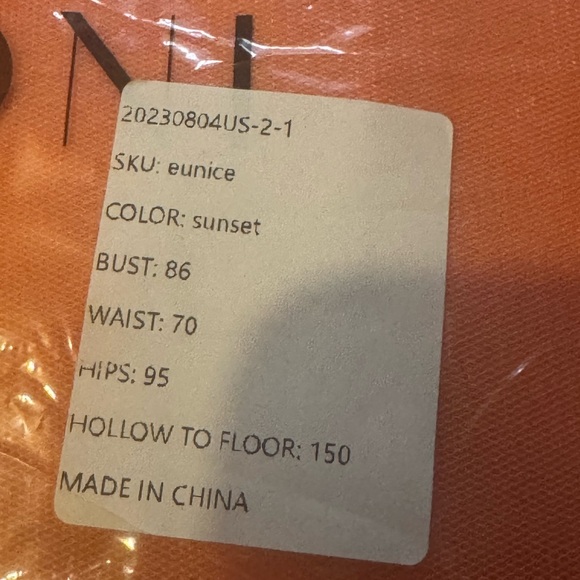 20230804US-2-1
SKU: eunice
COLOR: sunset
BUST: 86
WAIST: 70
HIPS: 95
HOLLOW TO FLOOR: 150
MADE IN CHINA